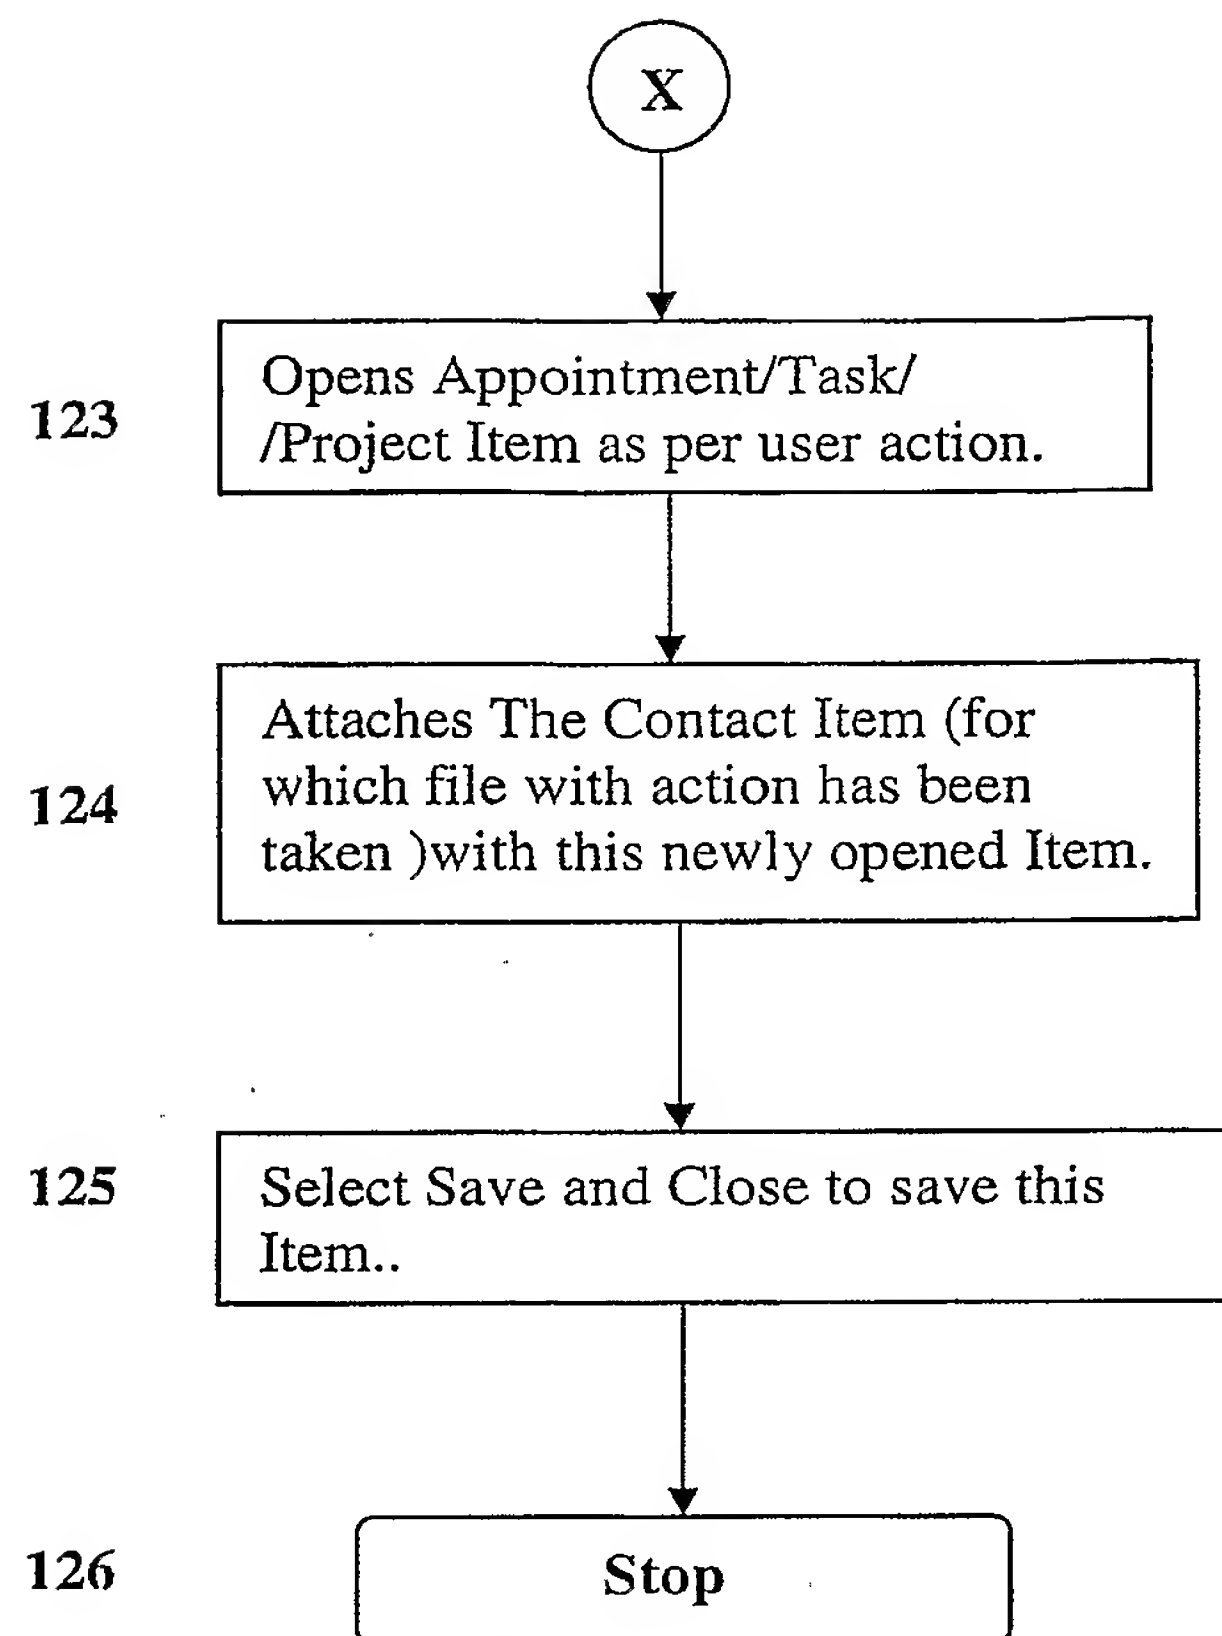 X
123
Opens Appointment/Task/
/Project Item as per user action.
124
Attaches The Contact Item (for
which file with action has been
taken )with this newly opened Item.
125
Select Save and Close to save this
Item..
126
Stop